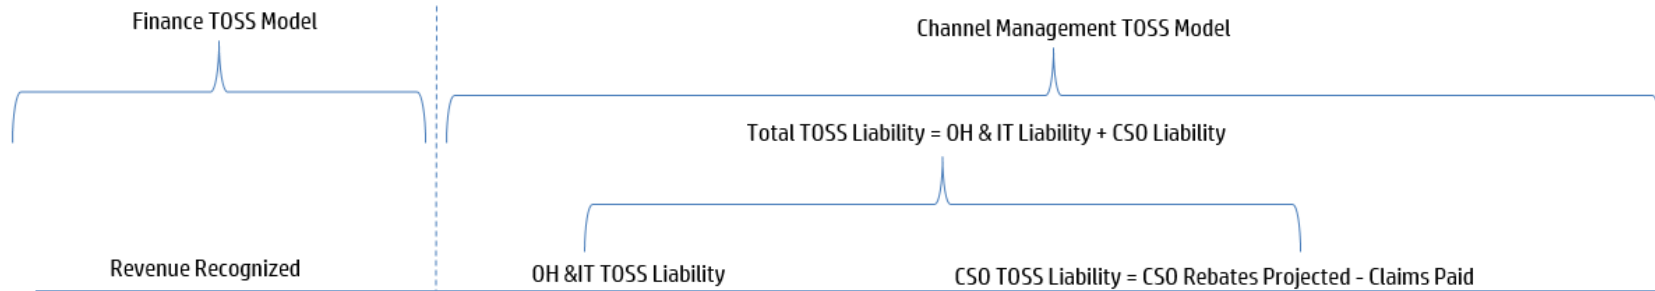 Finance TOSS Model
Channel Management TOSS Model
Total TOSS Liability = OH & IT Liability + CSO Liability
Revenue Recognized
OH &IT TOSS Liability
CSO TOSS Liability = CSO Rebates Projected - Claims Paid